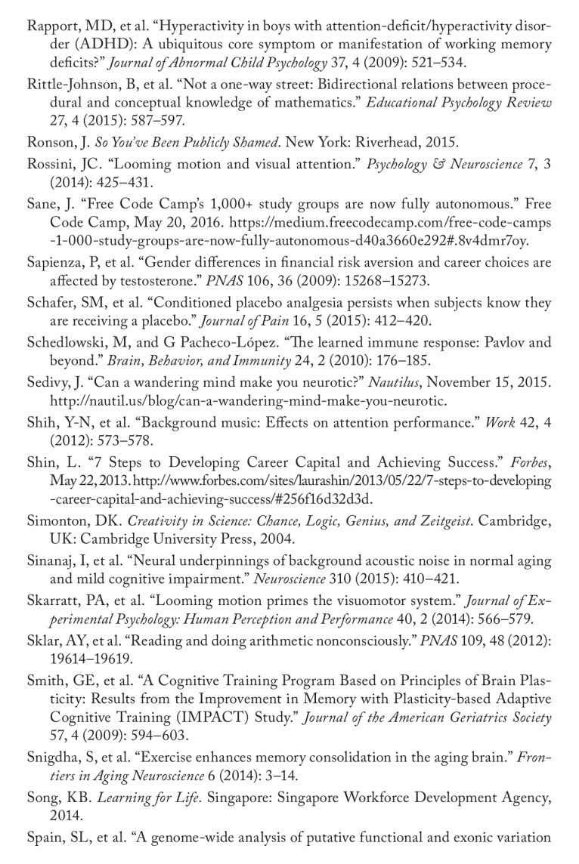 Rapport, MD, et al. “Hyperactivity in boys with attention-deficit/hyperactivity disor-
der (ADHD): A ubiquitous core symptom or manifestation of working memory
deficits?” Journal of Abnormal Child Psychology 37, 4 (2009): 521–534.
Rittle-Johnson, B, et al. “Not a one-way street: Bidirectional relations between proce-
dural and conceptual knowledge of mathematics.” Educational Psychology Review
27, 4 (2015): 587–597.
Ronson, J. So You’ve Been Publicly Shamed. New York: Riverhead, 2015.
Rossini, JC. “Looming motion and visual attention.” Psychology & Neuroscience 7, 3
(2014): 425–431.
Sane, J. “Free Code Camp’s 1,000+ study groups are now fully autonomous.” Free
Code Camp, May 20, 2016. https://medium.freecodecamp.com/free-code-camps
-1-000-study-groups-are-now-fully-autonomous-d40a3660e292#.8v4dmr7oy.
Sapienza, P, et al. “Gender differences in financial risk aversion and career choices are
affected by testosterone.” PNAS 106, 36 (2009): 15268–15273.
Schafer, SM, et al. “Conditioned placebo analgesia persists when subjects know they
are receiving a placebo.” Journal of Pain 16, 5 (2015): 412–420.
Schedlowski, M, and G Pacheco-López. “The learned immune response: Pavlov and
beyond.” Brain, Behavior, and Immunity 24, 2 (2010): 176–185.
Sedivy, J. “Can a wandering mind make you neurotic?” Nautilus, November 15, 2015.
http://nautil.us/blog/can-a-wandering-mind-make-you-neurotic.
Shih, Y-N, et al. “Background music: Effects on attention performance.” Work 42, 4
(2012): 573–578.
Shin, L. “7 Steps to Developing Career Capital and Achieving Success.” Forbes,
May 22, 2013. http://www.forbes.com/sites/laurashin/2013/05/22/7-steps-to-developing
-career-capital-and-achieving-success/#256f16d32d3d.
Simonton, DK. Creativity in Science: Chance, Logic, Genius, and Zeitgeist. Cambridge,
UK: Cambridge University Press, 2004.
Sinanaj, I, et al. “Neural underpinnings of background acoustic noise in normal aging
and mild cognitive impairment.” Neuroscience 310 (2015): 410–421.
Skarratt, PA, et al. “Looming motion primes the visuomotor system.” Journal of Ex-
perimental Psychology: Human Perception and Performance 40, 2 (2014): 566–579.
Sklar, AY, et al. “Reading and doing arithmetic nonconsciously.” PNAS 109, 48 (2012):
19614–19619.
Smith, GE, et al. “A Cognitive Training Program Based on Principles of Brain Plas-
ticity: Results from the Improvement in Memory with Plasticity-based Adaptive
Cognitive Training (IMPACT) Study.” Journal of the American Geriatrics Society
57, 4 (2009): 594–603.
Snigdha, S, et al. “Exercise enhances memory consolidation in the aging brain.” Fron-
tiers in Aging Neuroscience 6 (2014): 3–14.
Song, KB. Learning for Life. Singapore: Singapore Workforce Development Agency,
2014.
Spain, SL, et al. “A genome-wide analysis of putative functional and exonic variation